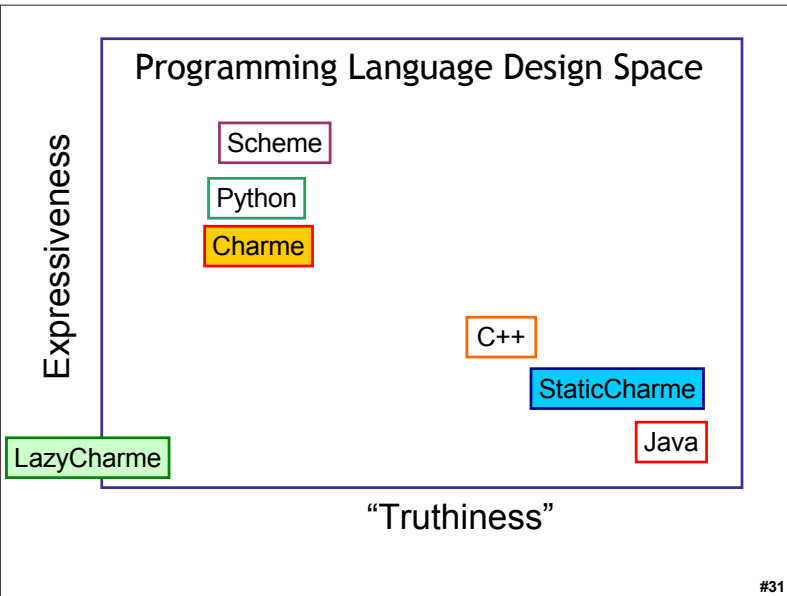 Programming Language Design Space
Expressiveness
Scheme
Python
Charme
C++
StaticCharme
Java
LazyCharme
“Truthiness”
#31